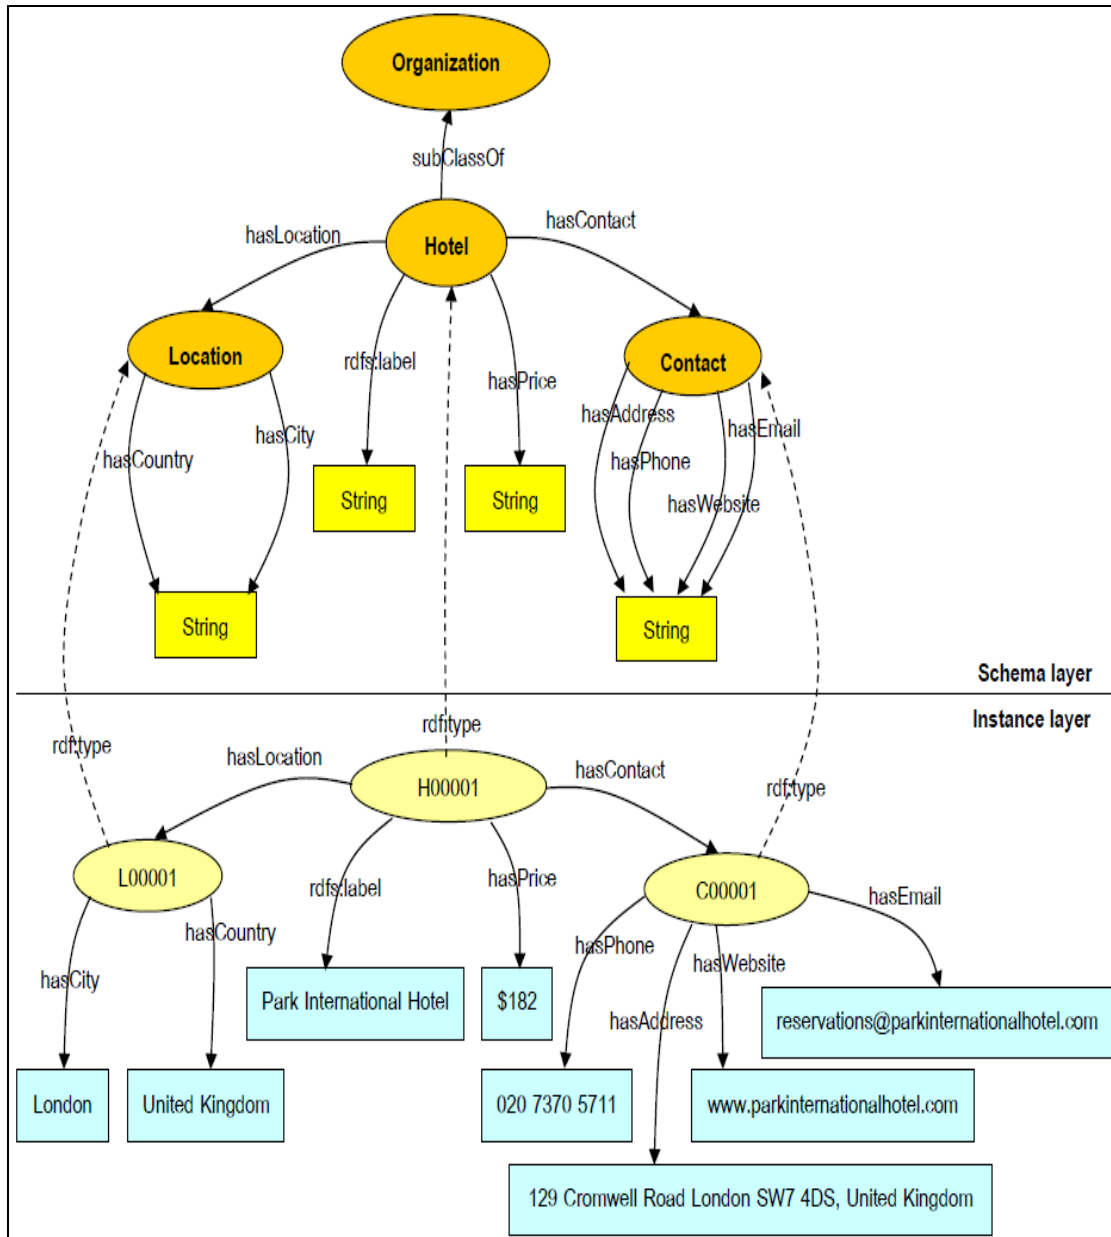 Organization
subClassOf
hasLocation
Hotel
hasContact
Location
rdfs:label
hasPrice
Contact
hasCountry
hasCity
hasAddress
hasPhone
hasEmail
hasWebsite
String
String
String
String
Schema layer
Instance layer
rdf:type
rdf:type
rdf:type
hasLocation
H00001
hasContact
L00001
rdfs:label
hasPrice
C00001
hasEmail
hasCity
hasCountry
hasPhone
hasWebsite
hasAddress
Park International Hotel
$182
reservations@parkinternationalhotel.com
London
United Kingdom
020 7370 5711
www.parkinternationalhotel.com
129 Cromwell Road London SW7 4DS, United Kingdom